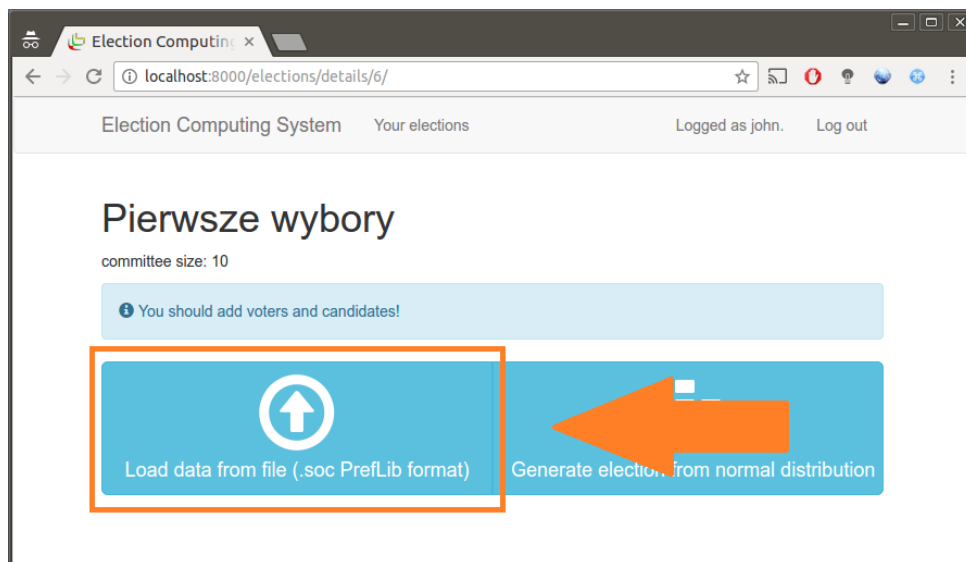 Election Computing
localhost:8000/elections/details/6/
Election Computing System Your elections Logged as john. Log out
Pierwsze wybory
committee size: 10
You should add voters and candidates!
Load data from file (.soc PrefLib format)
Generate election from normal distribution